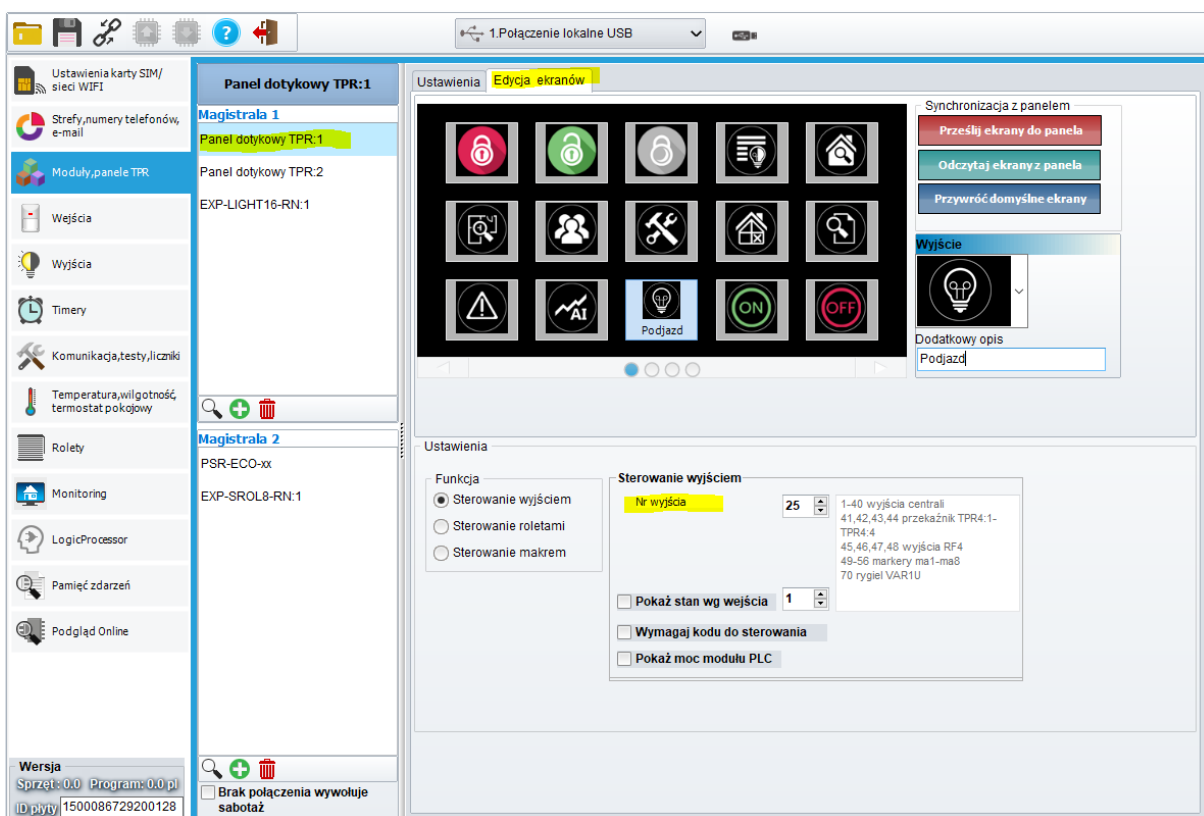 ?
1.Połączenie lokalne USB
Ustawienia karty SIM/
sieci WIFI
Strefy,numery telefonów,
e-mail
Moduły,panele TPR
Wejścia
Wyjścia
Timery
Komunikacja,testy,liczniki
Temperatura,wilgotność,
termostat pokojowy
Rolety
Monitoring
LogicProcessor
Pamięć zdarzeń
Podgląd Online
Wersja
Sprzęt : 0.0 Program: 0.0 pl
ID płyty 1500086729200128
Panel dotykowy TPR:1
Magistrala 1
Panel dotykowy TPR:1
Panel dotykowy TPR:2
EXP-LIGHT16-RN:1
Magistrala 2
PSR-ECO-xx
EXP-SROL8-RN:1
Brak połączenia wywołuje
sabotaż
Ustawienia
Edycja ekranów
AI
Podjazd
ON
OFF
Synchronizacja z panelem
Prześlij ekrany do panela
Odczytaj ekrany z panela
Przywróć domyślne ekrany
Wyjście
Dodatkowy opis
Podjazd
Ustawienia
Funkcja
Sterowanie wyjściem
Sterowanie roletami
Sterowanie makrem
Sterowanie wyjściem
Nr wyjścia 25
1-40 wyjścia centrali
41,42,43,44 przekaźnik TPR4:1-
TPR4:4
45,46,47,48 wyjścia RF4
49-56 markery ma1-ma8
70 rygiel VAR1U
Pokaż stan wg wejścia 1
Wymagaj kodu do sterowania
Pokaż moc modułu PLC